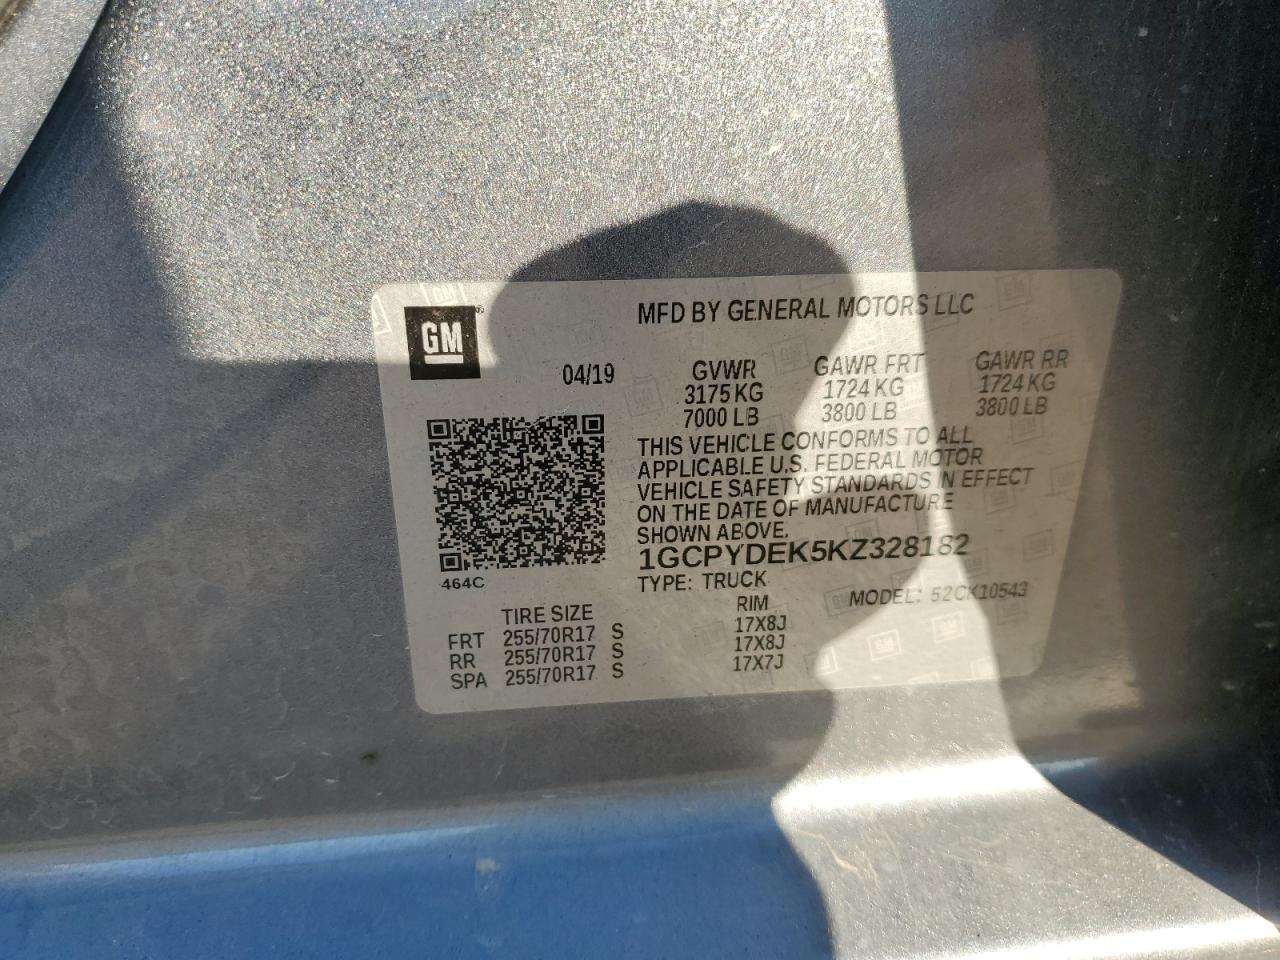 MFD BY GENERAL MOTORS LLC
GM
04/19
GVWR GAWR FRT GAWR RR
3175 KG 1724 KG 1724 KG
7000 LB 3800 LB 3800 LB
THIS VEHICLE CONFORMS TO ALL
APPLICABLE U.S. FEDERAL MOTOR
VEHICLE SAFETY STANDARDS IN EFFECT
ON THE DATE OF MANUFACTURE
SHOWN ABOVE.
1GCPYDEK5KZ328182
464C
TYPE: TRUCK MODEL: 52CK10543
TIRE SIZE RIM
FRT 255/70R17 S 17X8J
RR 255/70R17 S 17X8J
SPA 255/70R17 S 17X7J